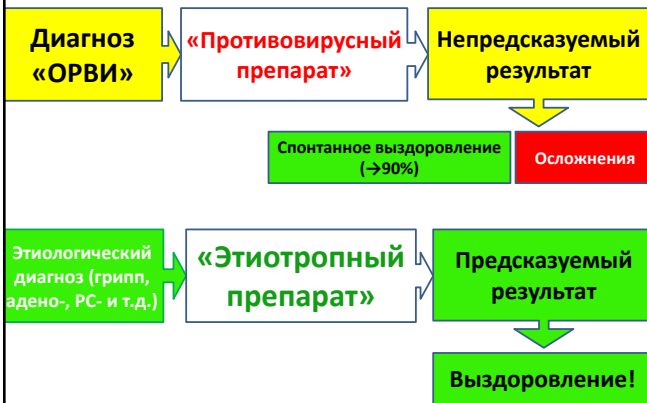 Диагноз
«ОРВИ»
«Противовирусный
препарат»
Непредсказуемый
результат
Спонтанное выздоровление
(→90%)
Осложнения
Этиологический
диагноз (грипп,
адено-, РС- и т.д.)
«Этиотропный
препарат»
Предсказуемый
результат
Выздоровление!